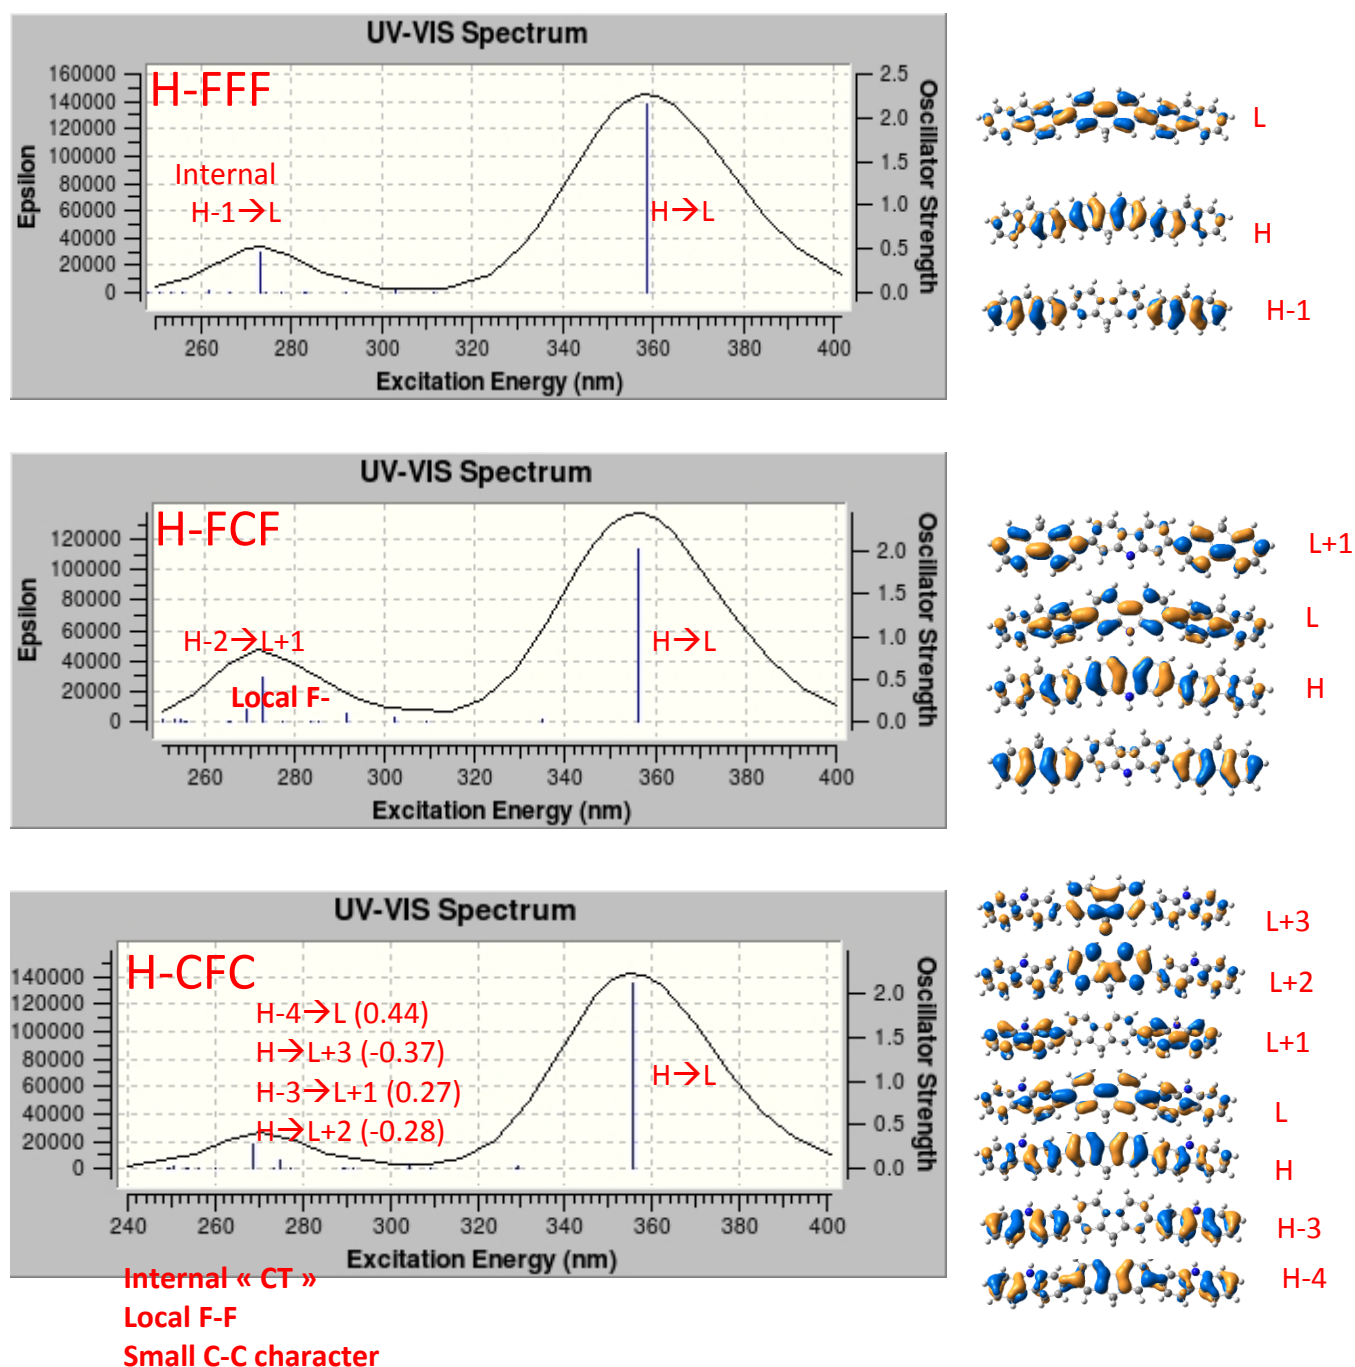 UV-VIS Spectrum
H-FFF
Epsilon
160000
140000
120000
100000
80000
60000
40000
20000
0
2.5
2.0
1.5
1.0
0.5
0.0
Oscillator Strength
Internal
H-1→L
H→L
260 280 300 320 340 360 380 400
Excitation Energy (nm)
L
H
H-1
UV-VIS Spectrum
H-FCF
Epsilon
120000
100000
80000
60000
40000
20000
0
2.0
1.5
1.0
0.5
0.0
Oscillator Strength
H-2→L+1
Local F-
H→L
260 280 300 320 340 360 380 400
Excitation Energy (nm)
L+1
L
H
UV-VIS Spectrum
H-CFC
140000
120000
100000
80000
60000
40000
20000
0
2.0
1.5
1.0
0.5
0.0
Oscillator Strength
H-4→L (0.44)
H→L+3 (-0.37)
H-3→L+1 (0.27)
H→L+2 (-0.28)
H→L
240 260 280 300 320 340 360 380 400
Excitation Energy (nm)
L+3
L+2
L+1
L
H
H-3
H-4
Internal « CT »
Local F-F
Small C-C character